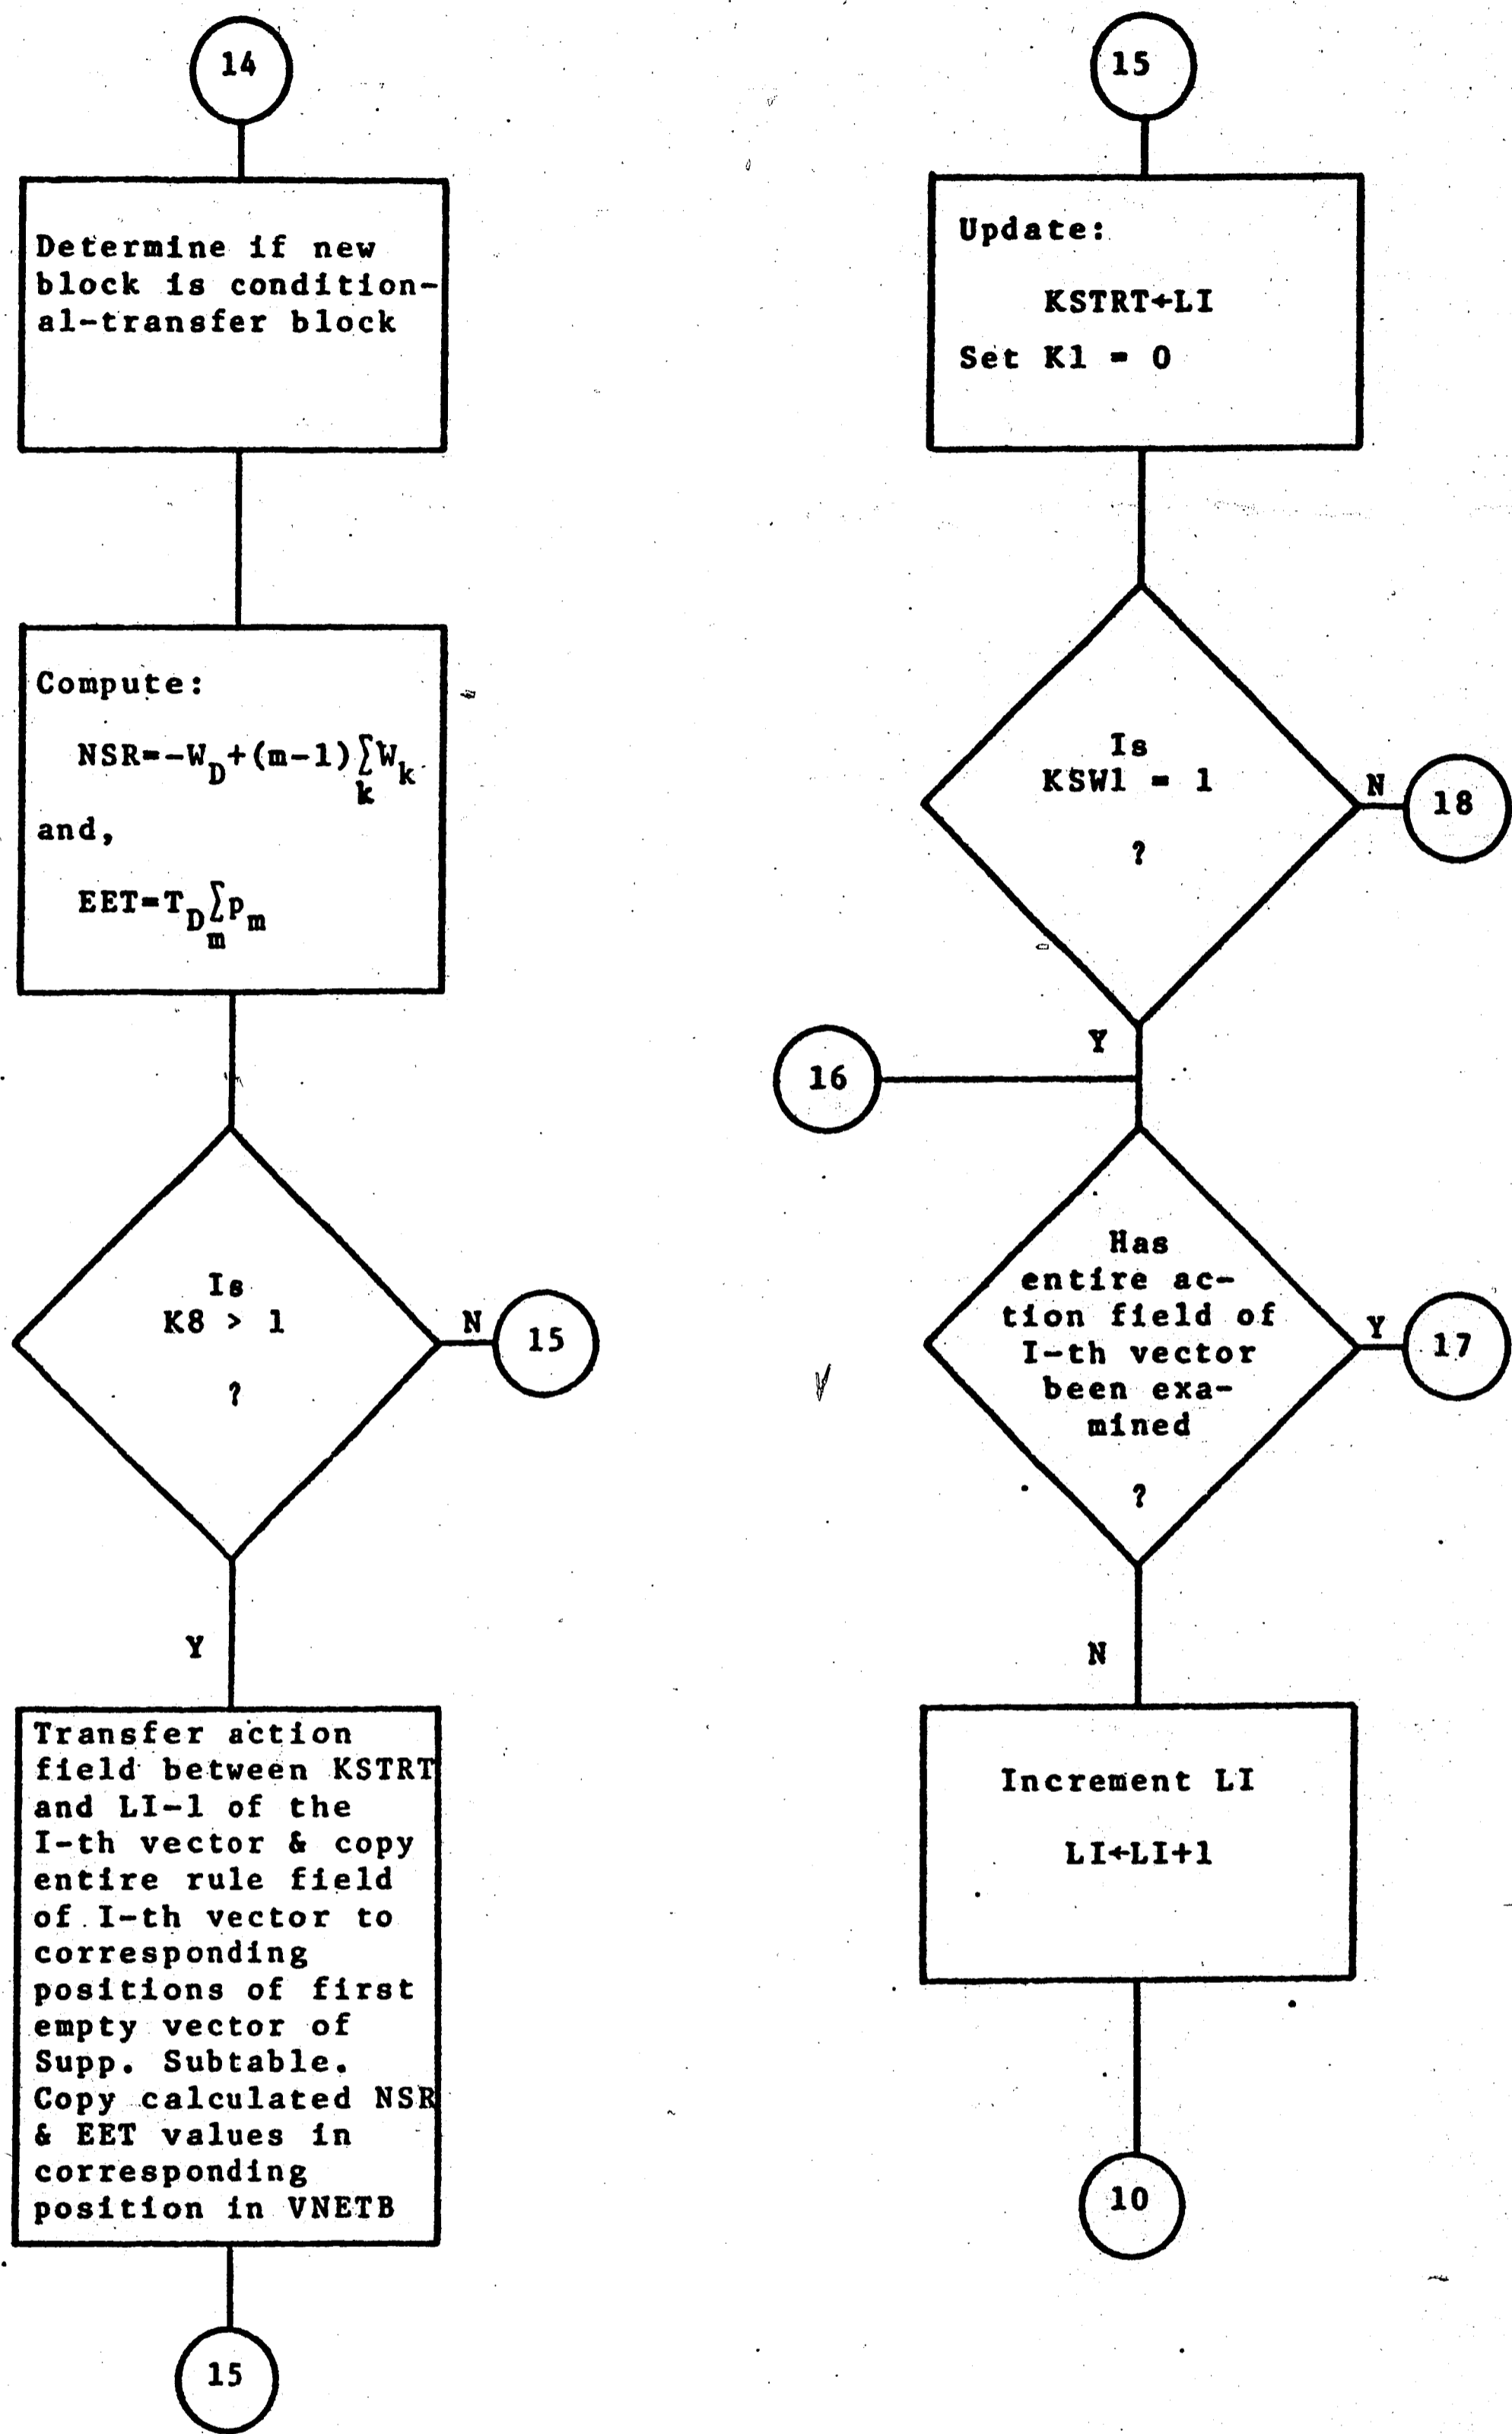 14
Determine if new
block is condition-
al-transfer block
Compute:
NSR=-W_D+(m-1)∑W_k
k
and,
EET=T_D∑p_m
m
Is
K8 > 1
?
N
15
Y
Transfer action
field between KSTRT
and LI-1 of the
I-th vector & copy
entire rule field
of I-th vector to
corresponding
positions of first
empty vector of
Supp. Subtable.
Copy calculated NSR
& EET values in
corresponding
position in VNETB
15
15
Update:
KSTRT←LI
Set K1 = 0
Is
KSW1 = 1
?
N
18
Y
16
Has
entire ac-
tion field of
I-th vector
been exa-
mined
?
Y
17
N
Increment LI
LI←LI+1
10